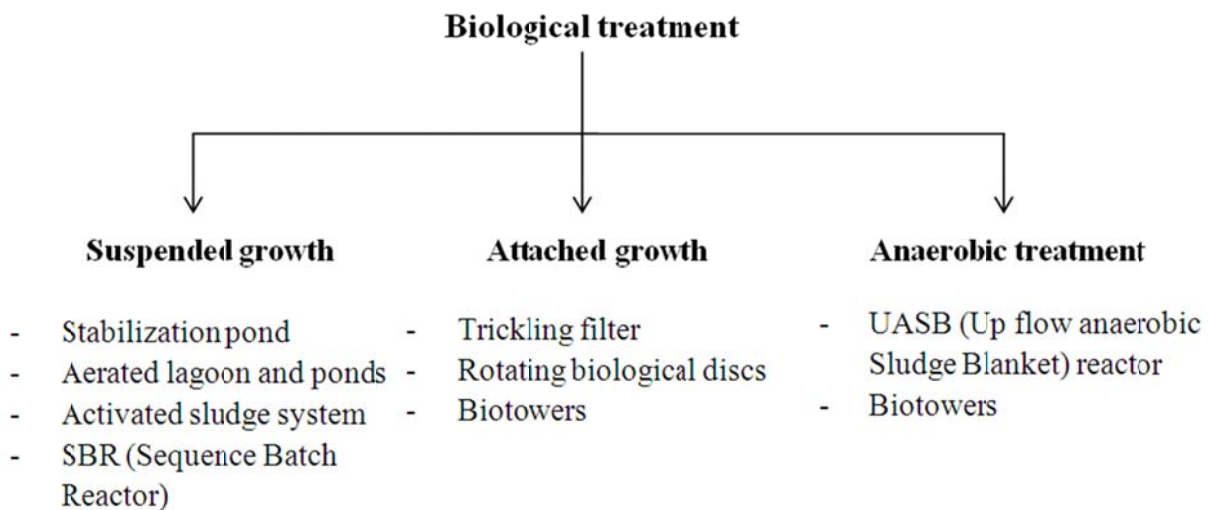 Biological treatment
Suspended growth
- Stabilization pond
- Aerated lagoon and ponds
- Activated sludge system
- SBR (Sequence Batch
Reactor)
Attached growth
- Trickling filter
- Rotating biological discs
- Biotowers
Anaerobic treatment
- UASB (Up flow anaerobic
Sludge Blanket) reactor
- Biotowers